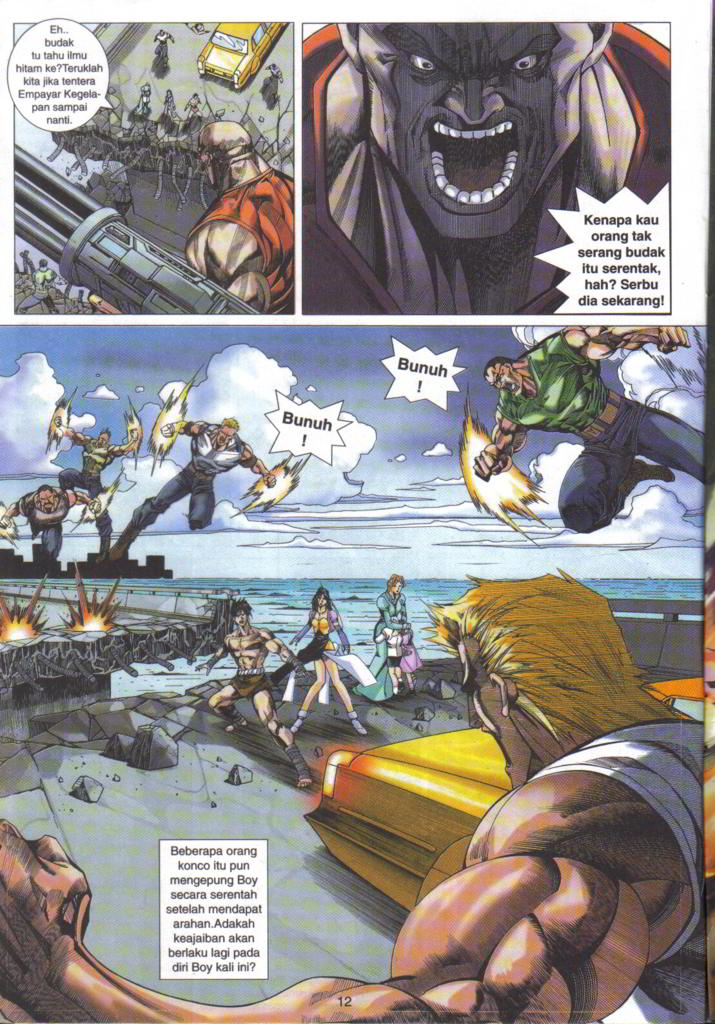 Eh..
budak
tu tahu ilmu
hitam ke?Teruklah
kita jika tentera
Empayar Kegela-
pan sampai
nanti.
Kenapa kau
orang tak
serang budak
itu serentak,
hah? Serbu
dia sekarang!
Bunuh
!
Bunuh
!
Beberapa orang
konco itu pun
mengepung Boy
secara serentah
setelah mendapat
arahan.Adakah
keajaiban akan
berlaku lagi pada
diri Boy kali ini?
12